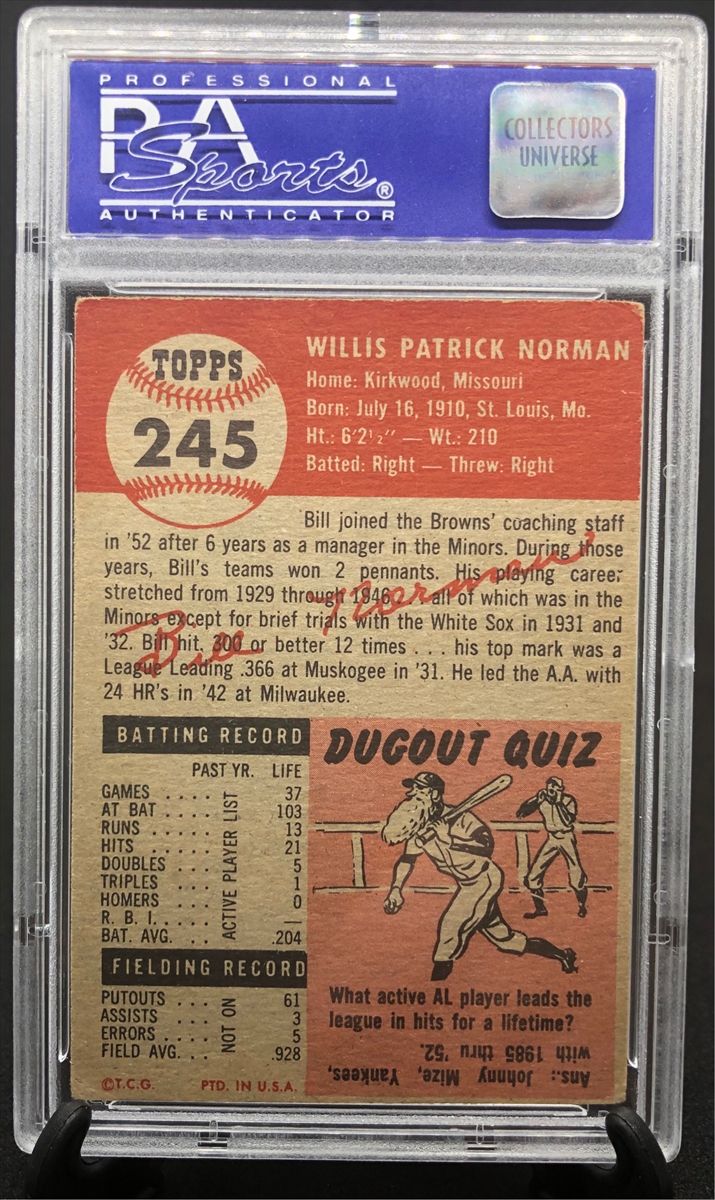 PROFESSIONAL
PSA
Sports®
AUTHENTICATOR
COLLECTORS
UNIVERSE
TOPPS
245
WILLIS PATRICK NORMAN
Home: Kirkwood, Missouri
Born: July 16, 1910, St. Louis, Mo.
Ht.: 6'2½" — Wt.: 210
Batted: Right — Threw: Right
Bill joined the Browns' coaching staff
in '52 after 6 years as a manager in the Minors. During those
years, Bill's teams won 2 pennants. His playing career
stretched from 1929 through 1946 . . . all of which was in the
Minors except for brief trials with the White Sox in 1931 and
'32. Bill hit .300 or better 12 times . . . his top mark was a
League Leading .366 at Muskogee in '31. He led the A.A. with
24 HR's in '42 at Milwaukee.
Bill Norman
BATTING RECORD
PAST YR. LIFE
GAMES .... 37
AT BAT .... 103
RUNS .... 13
HITS .... 21
DOUBLES .. 5
TRIPLES ... 1
HOMERS .. 0
R. B. I. ... —
BAT. AVG. .. .204
FIELDING RECORD
PUTOUTS ... 61
ASSISTS ... 3
ERRORS .... 5
FIELD AVG. .. .928
NOT ON ACTIVE PLAYER LIST
©T.C.G. PTD. IN U.S.A.
DUGOUT QUIZ
What active AL player leads the
league in hits for a lifetime?
Ans.: Johnny Mize, Yankees,
with 1985 thru '52.